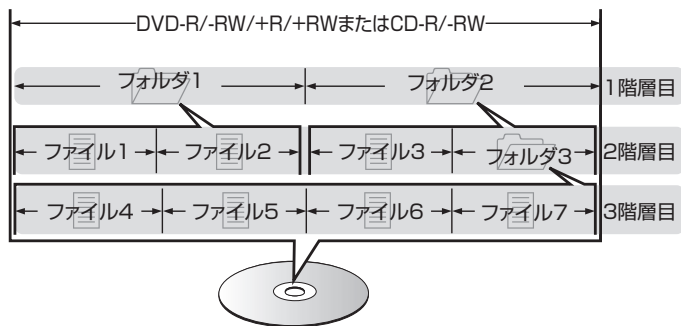 DVD-R/-RW/+R/+RWまたはCD-R/-RW
フォルダ1 フォルダ2 1階層目
ファイル1 ファイル2 ファイル3 フォルダ3 2階層目
ファイル4 ファイル5 ファイル6 ファイル7 3階層目